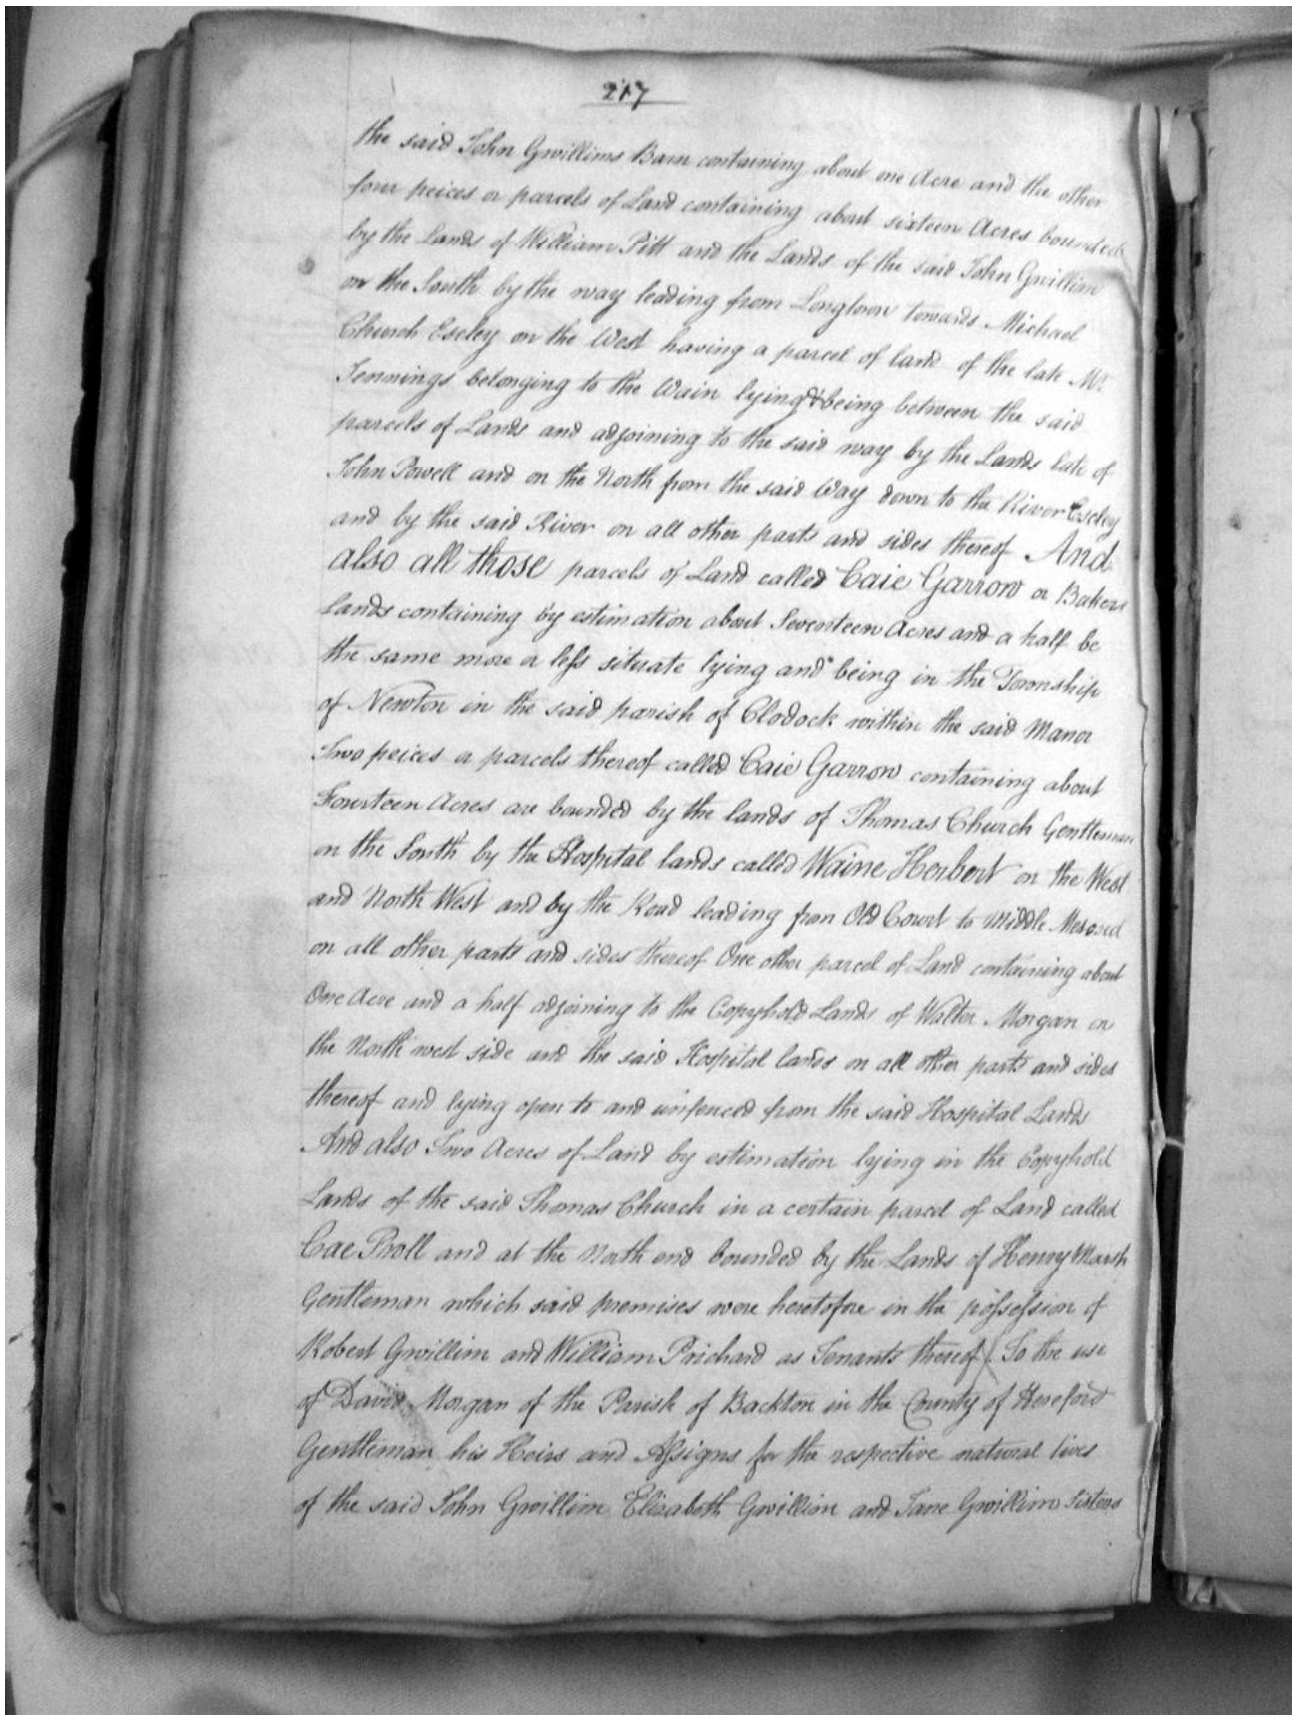 217
the said John Gwillims Barn containing about one Acre and the other
four peices or parcels of Land containing about sixteen Acres bounded
by the Lands of William Pitt and the Lands of the said John Gwillim
on the South by the way leading from Longtown towards Michael
Church Escley on the West having a parcel of land of the late Mr.
Jennings belonging to the Wain lying & being between the said
parcels of Lands and adjoining to the said way by the Lands late of
John Powell and on the North from the said Way down to the River Escley
and by the said River on all other parts and sides thereof And
also all those parcels of Land called Caie Garrow or Bakers
Lands containing by estimation about Seventeen Acres and a half be
the same more or less situate lying and being in the Township
of Newton in the said parish of Clodock within the said Manor
Two peices or parcels thereof called Caie Garrow containing about
Fourteen Acres are bounded by the lands of Thomas Church Gentleman
on the South by the Hospital lands called Waine Herbert on the West
and North West and by the Road leading from Old Court to Middle
on all other parts and sides thereof One other parcel of Land containing about
One Acre and a half adjoining to the Copyhold Lands of Walter Morgan on
the North west side and the said Hospital lands on all other parts and sides
thereof and lying open to and unfenced from the said Hospital Lands
And also Two Acres of Land by estimation lying in the Copyhold
Lands of the said Thomas Church in a certain parcel of Land called
Cae Proll and at the North end bounded by the Lands of Henry Marsh
Gentleman which said premises were heretofore in the possession of
Robert Gwillim and William Prichard as Tenants thereof To the use
of David Morgan of the Parish of Backton in the County of Hereford
Gentleman his Heirs and Assigns for the respective natural lives
of the said John Gwillim Elizabeth Gwillim and Jane Gwillim Sisters